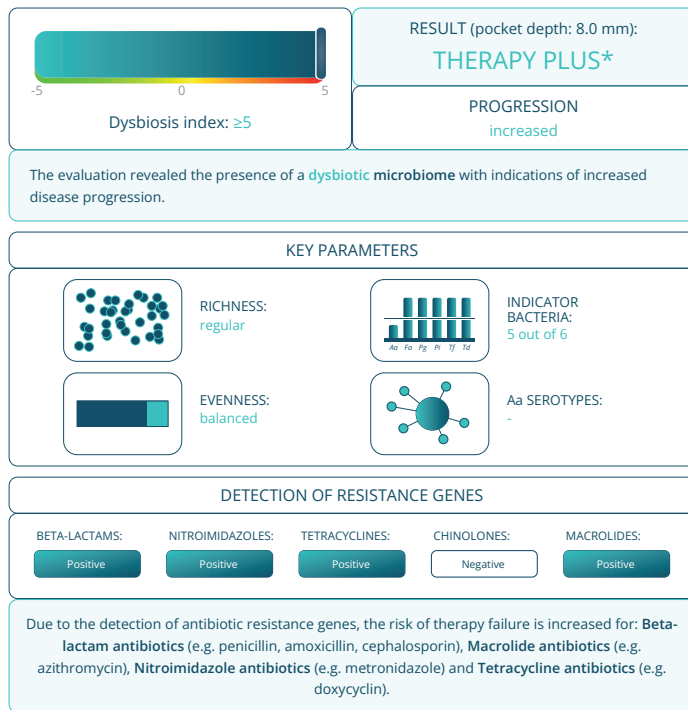 RESULT (pocket depth: 8.0 mm):
THERAPY PLUS*
-5 0 5
Dysbiosis index: ≥5
PROGRESSION
increased
The evaluation revealed the presence of a dysbiotic microbiome with indications of increased
disease progression.
KEY PARAMETERS
RICHNESS:
regular
Aa Fa Pg Pi Tf Td
INDICATOR
BACTERIA:
5 out of 6
EVENNESS:
balanced
Aa SEROTYPES:
-
DETECTION OF RESISTANCE GENES
BETA-LACTAMS: NITROIMIDAZOLES: TETRACYCLINES: CHINOLONES: MACROLIDES:
Positive Positive Positive Negative Positive
Due to the detection of antibiotic resistance genes, the risk of therapy failure is increased for: Beta-
lactam antibiotics (e.g. penicillin, amoxicillin, cephalosporin), Macrolide antibiotics (e.g.
azithromycin), Nitroimidazole antibiotics (e.g. metronidazole) and Tetracycline antibiotics (e.g.
doxycyclin).